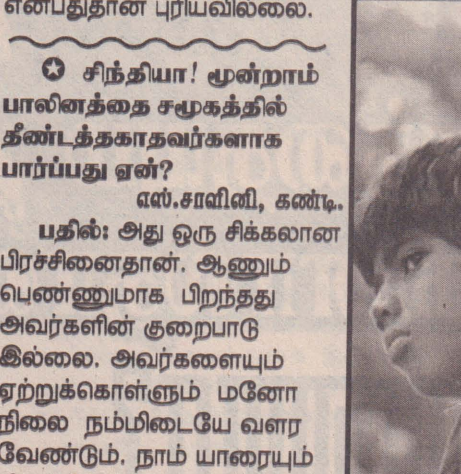 என்பதுதான் புரியவில்லை.
✪ சிந்தியா! மூன்றாம்
பாலினத்தை சமூகத்தில்
தீண்டத்தகாதவர்களாக
பார்ப்பது ஏன்?
எஸ்.சாளினி, கண்டி.
பதில்: அது ஒரு சிக்கலான
பிரச்சினைதான். ஆணும்
பெண்ணுமாக பிறந்தது
அவர்களின் குறைபாடு
இல்லை. அவர்களையும்
ஏற்றுக்கொள்ளும் மனோ
நிலை நம்மிடையே வளர
வேண்டும். நாம் யாரையும்